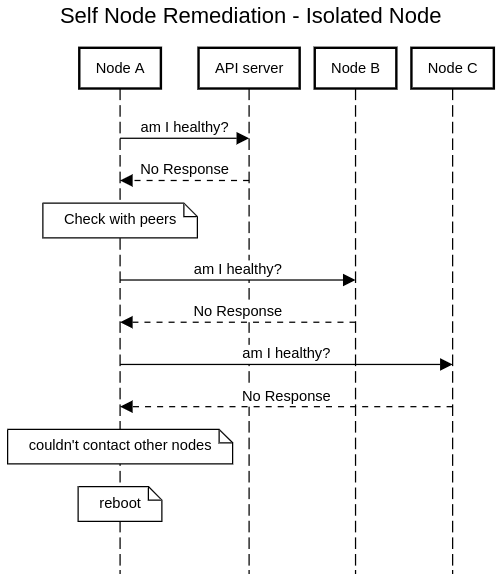 Self Node Remediation - Isolated Node
Node A
API server
Node B
Node C
am I healthy?
No Response
Check with peers
am I healthy?
No Response
am I healthy?
No Response
couldn't contact other nodes
reboot